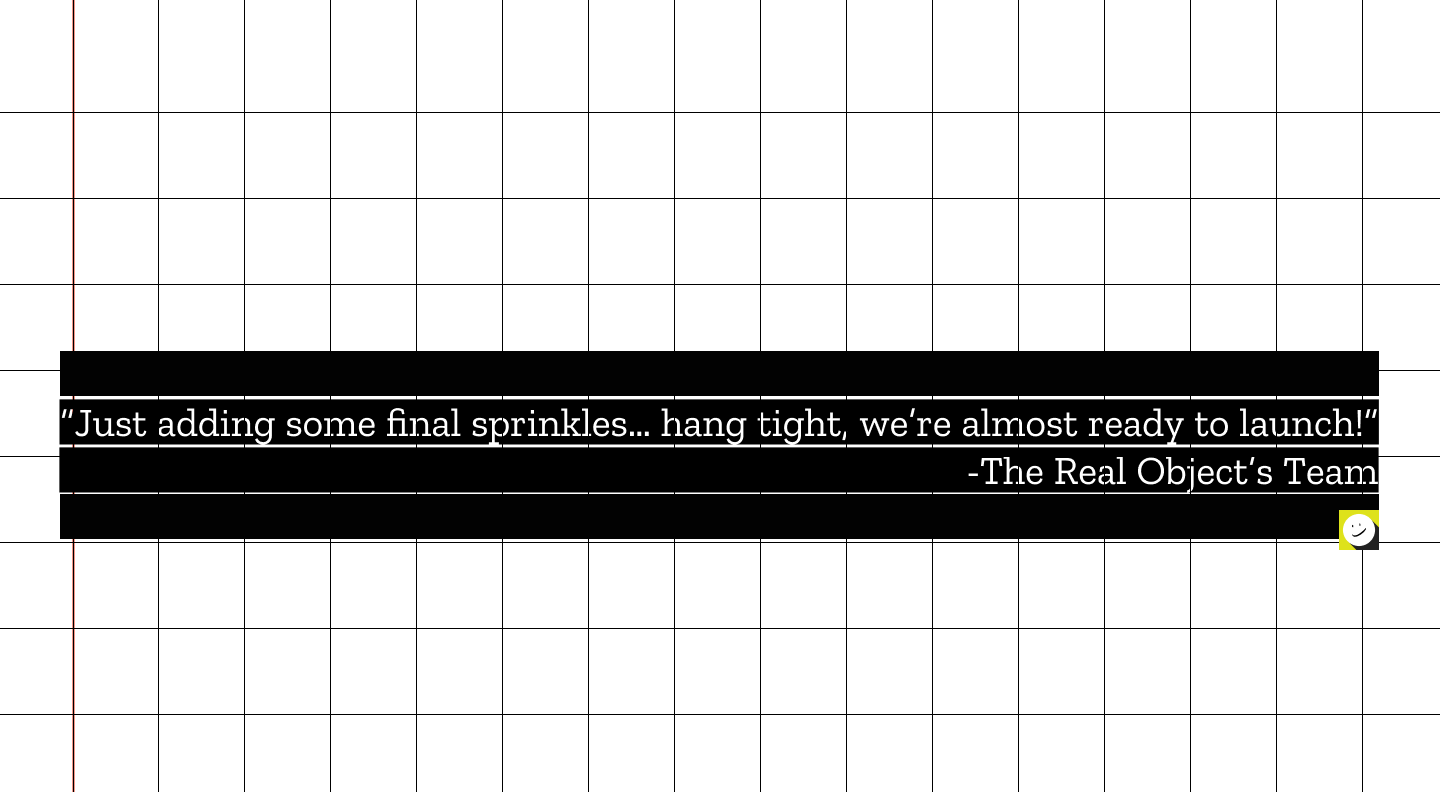 “Just adding some final sprinkles... hang tight, we’re almost ready to launch!”
-The Real Object’s Team